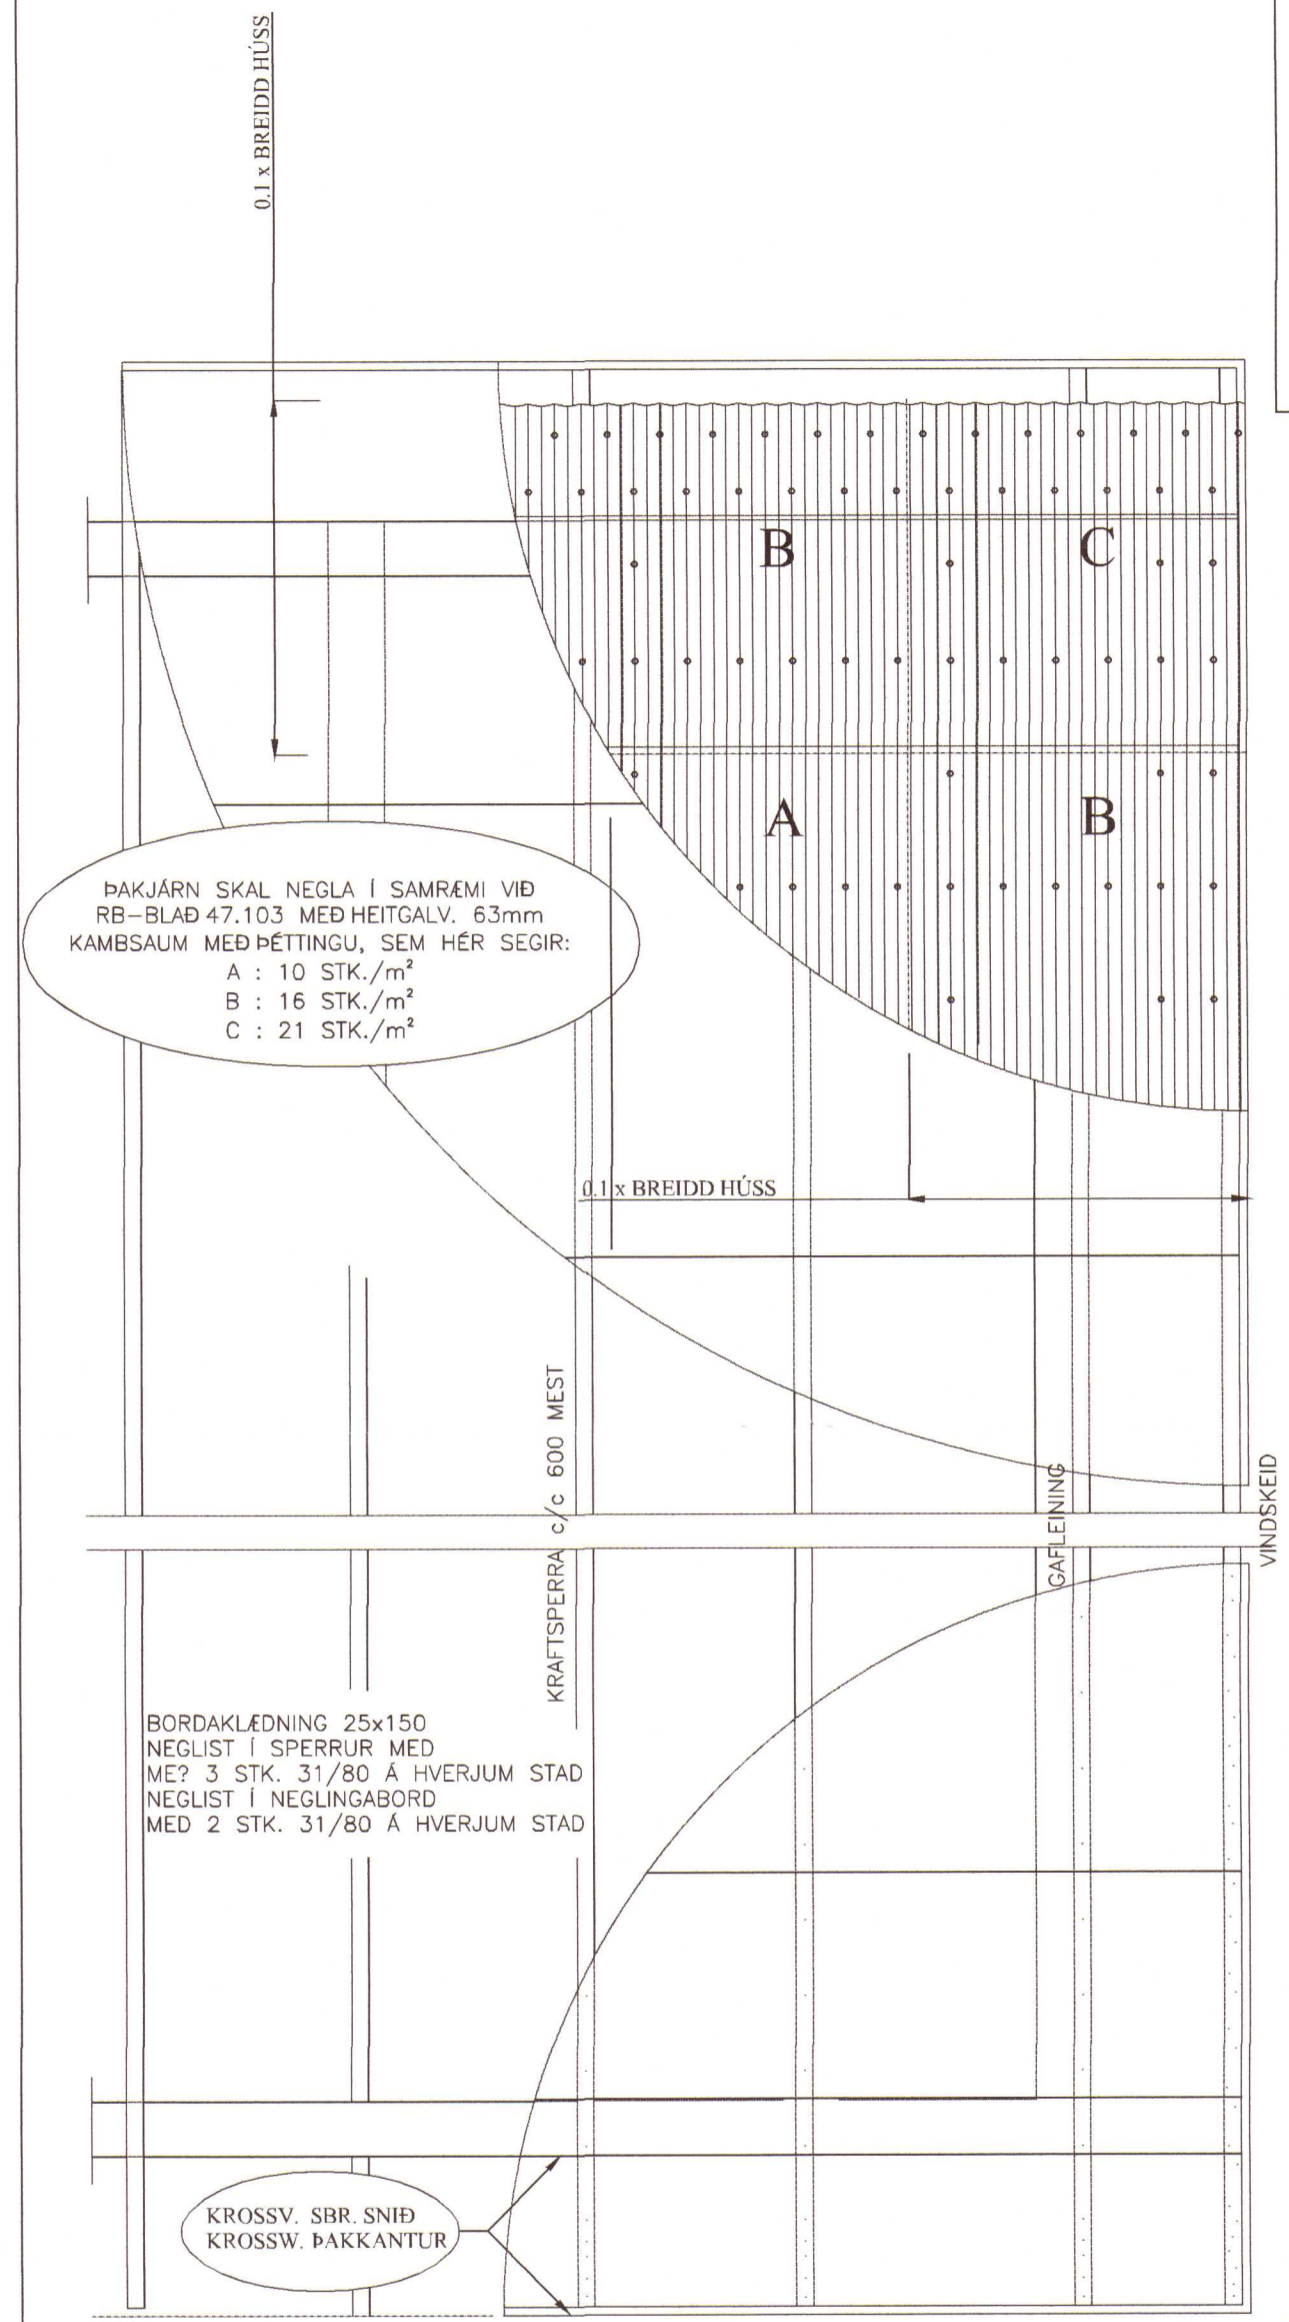 0.1 x BREIDD HÚSS
B
C
A
B
ÞAKJÁRN SKAL NEGLA Í SAMRÆMI VIÐ
RB-BLAÐ 47.103 MEÐ HEITGALV. 63mm
KAMBSAUM MEÐ ÞÉTTINGU, SEM HÉR SEGIR:
A : 10 STK./m²
B : 16 STK./m²
C : 21 STK./m²
0.1 x BREIDD HÚSS
KRAFTSPERRA c/c 600 MEST
GAFLEINING
VINDSKEID
BORDAKLÆDNING 25x150
NEGLIST Í SPERRUR MED
ME? 3 STK. 31/80 Á HVERJUM STAD
NEGLIST Í NEGLINGABORD
MED 2 STK. 31/80 Á HVERJUM STAD
KROSSV. SBR. SNIÐ
KROSSW. ÞAKKANTUR